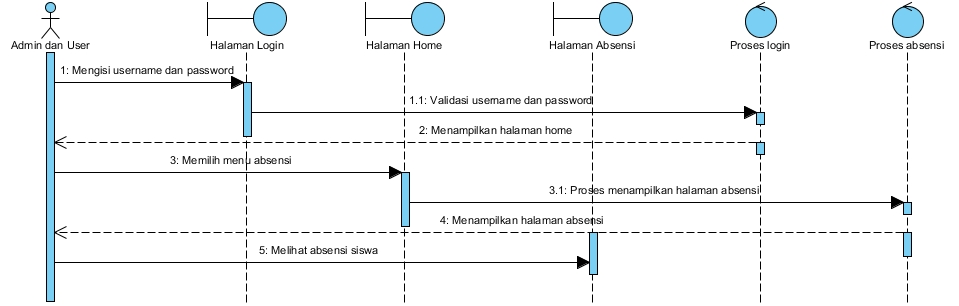 Admin dan User
Halaman Login
Halaman Home
Halaman Absensi
Proses login
Proses absensi
1: Mengisi username dan password
1.1: Validasi username dan password
2: Menampilkan halaman home
3: Memilih menu absensi
3.1: Proses menampilkan halaman absensi
4: Menampilkan halaman absensi
5: Melihat absensi siswa